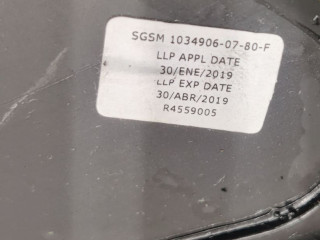 SGSM 1034906-07-80-F
LLP APPL DATE
30/ENE/2019
LLP EXP DATE
30/ABR/2019
R4559005